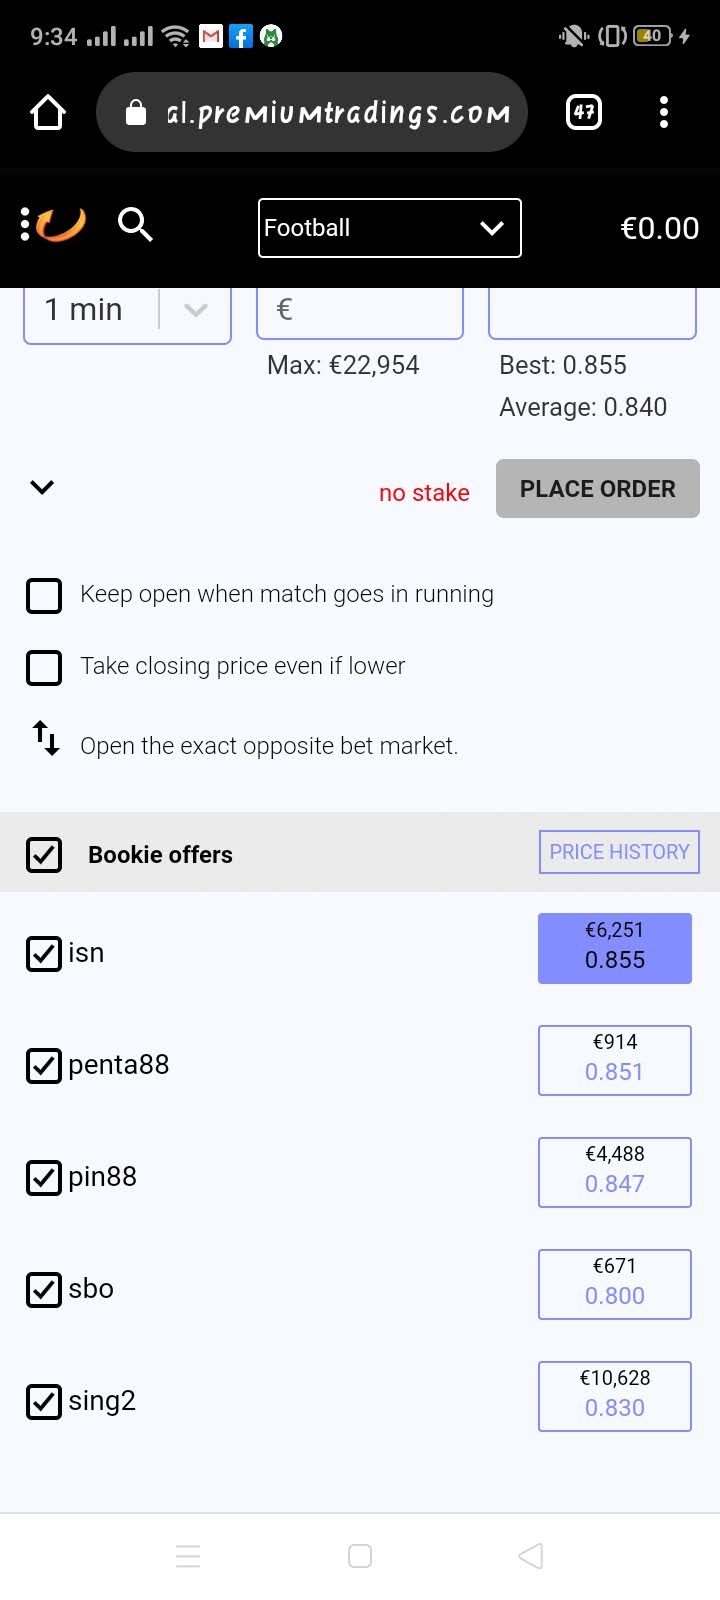 9:34
40
al.premiumtradings.com
47
Football
€0.00
1 min
€
Max: €22,954
Best: 0.855
Average: 0.840
no stake
PLACE ORDER
Keep open when match goes in running
Take closing price even if lower
Open the exact opposite bet market.
Bookie offers
PRICE HISTORY
isn
€6,251
0.855
penta88
€914
0.851
pin88
€4,488
0.847
sbo
€671
0.800
sing2
€10,628
0.830